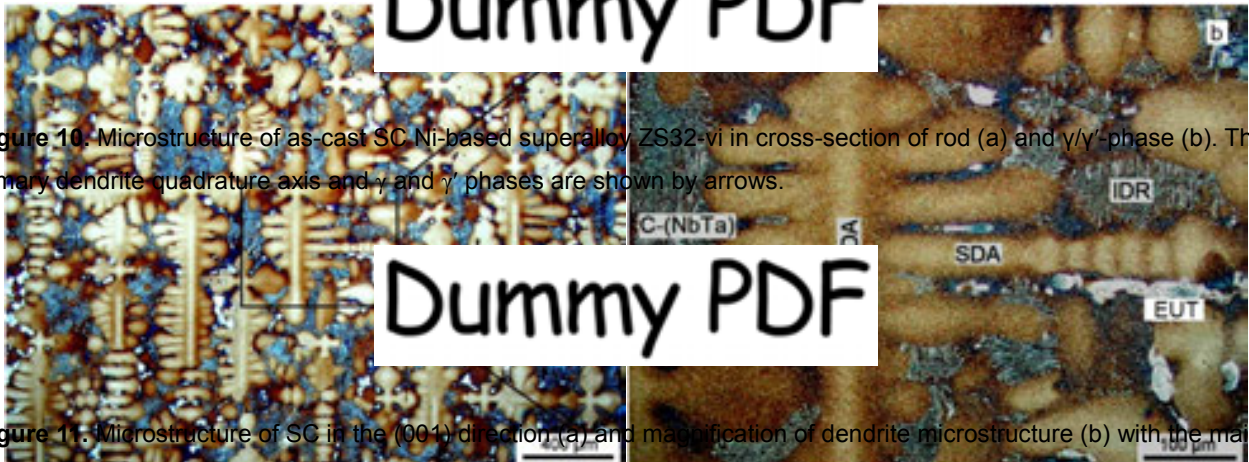 Dummy PDF
b
gure 10. Microstructure of as-cast SC Ni-based superalloy ZS32-vi in cross-section of rod (a) and γ/γ′-phase (b). Th
mary dendrite quadrature axis and γ and γ′ phases are shown by arrows.
IDR
C-(NbTa)
DA
SDA
Dummy PDF
EUT
gure 11. Microstructure of SC in the (001) direction (a) and magnification of dendrite microstructure (b) with the mai
400 μm
100 μm